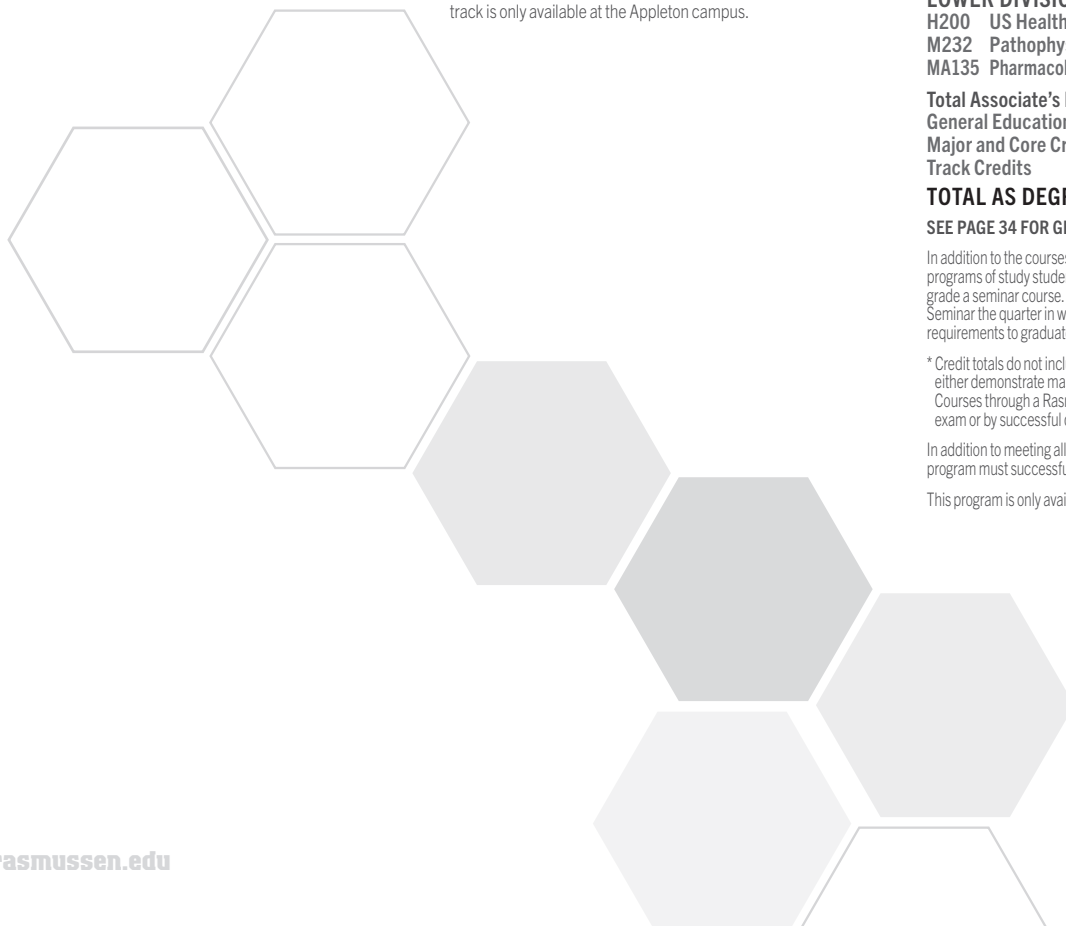 track is only available at the Appleton campus.
H200 US Health
M232 Pathophy
MA135 Pharmacol
Total Associate's
General Education
Major and Core Cr
Track Credits
TOTAL AS DEG
SEE PAGE 34 FOR G
In addition to the courses
programs of study stude
grade a seminar course.
Seminar the quarter in w
requirements to graduat
* Credit totals do not incl
either demonstrate ma
Courses through a Ras
exam or by successful
In addition to meeting all
program must successfu
This program is only avai
rasmussen.edu